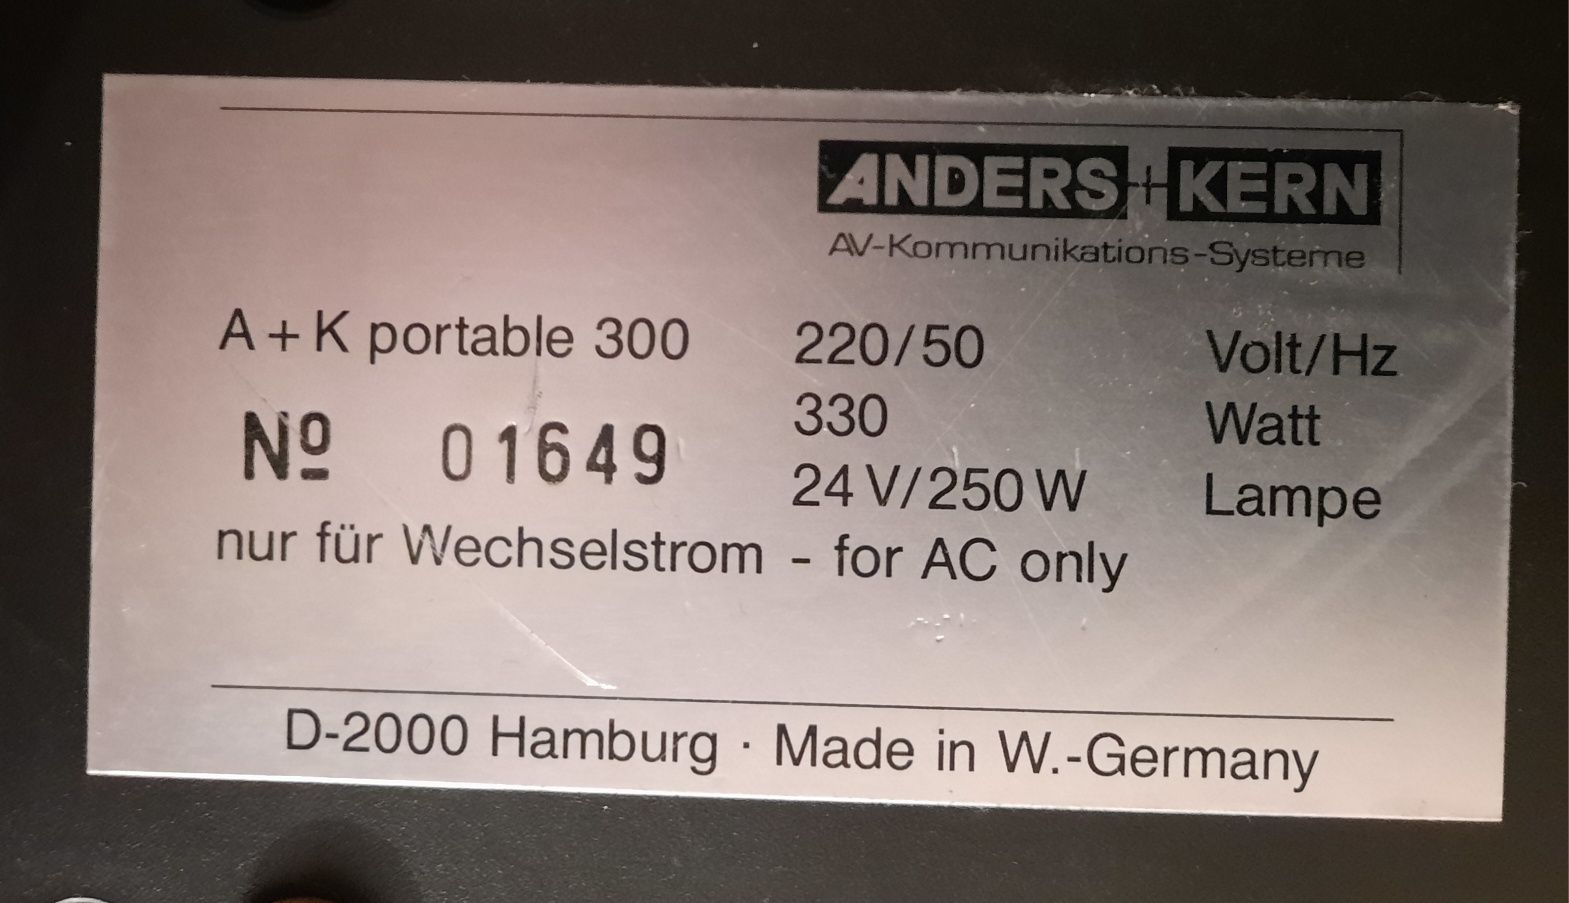 ANDERS+KERN
AV-Kommunikations-Systeme
A+K portable 300 220/50 Volt/Hz
330 Watt
Nº 01649
24 V/250 W Lampe
nur für Wechselstrom - for AC only
D-2000 Hamburg · Made in W.-Germany